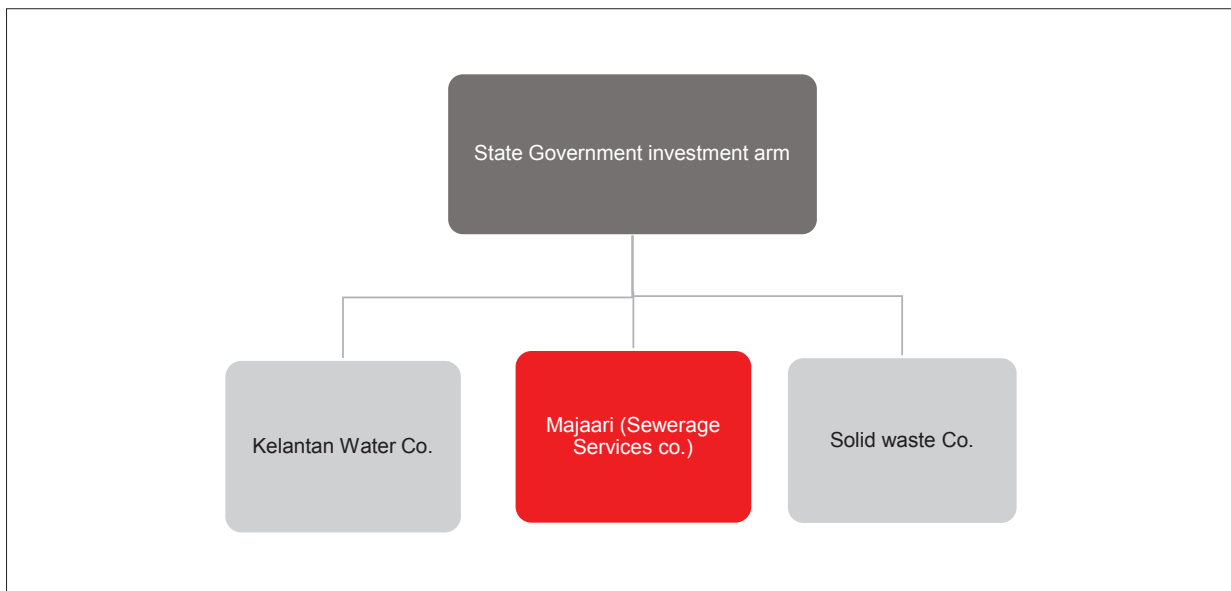 State Government investment arm
Kelantan Water Co.
Majaari (Sewerage
Services co.)
Solid waste Co.